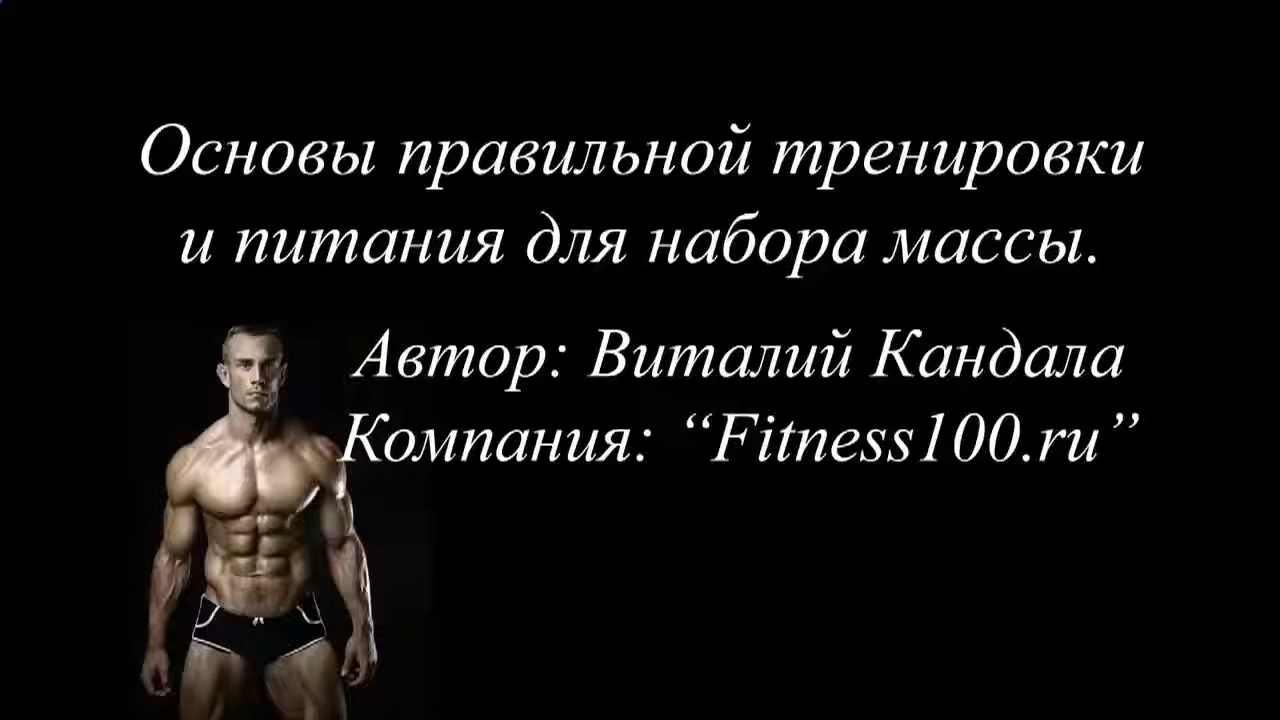 Основы правильной тренировки
и питания для набора массы.
Автор: Виталий Кандала
Компания: “Fitness100.ru”